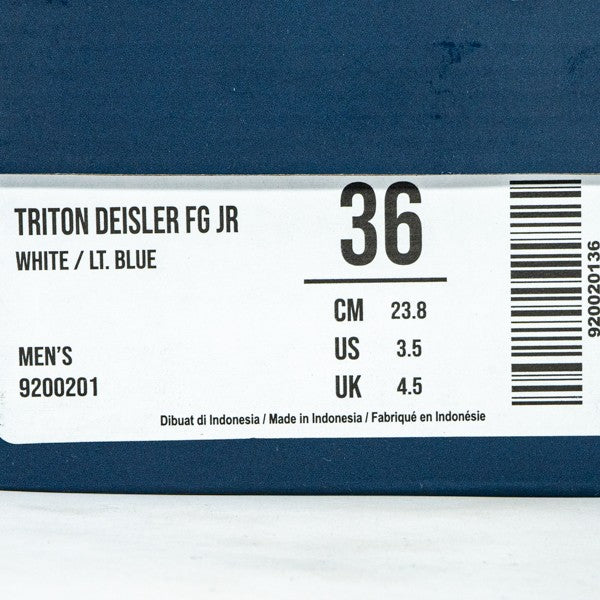 TRITON DEISLER FG JR
WHITE / LT. BLUE
MEN'S
9200201
36
CM 23.8
US 3.5
UK 4.5
Dibuat di Indonesia / Made in Indonesia / Fabriqué en Indonésie
920020136